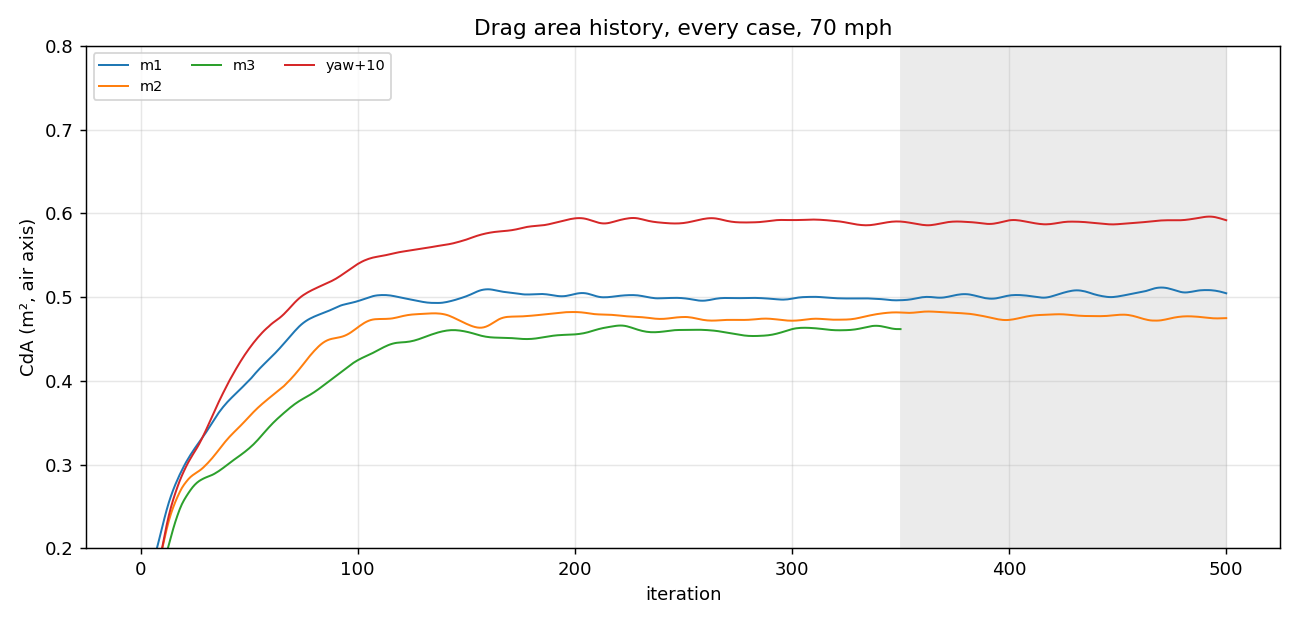 Drag area history, every case, 70 mph
m1 m3 yaw+10
m2
CdA (m², air axis)
0.8
0.7
0.6
0.5
0.4
0.3
0.2
0 100 200 300 400 500
iteration